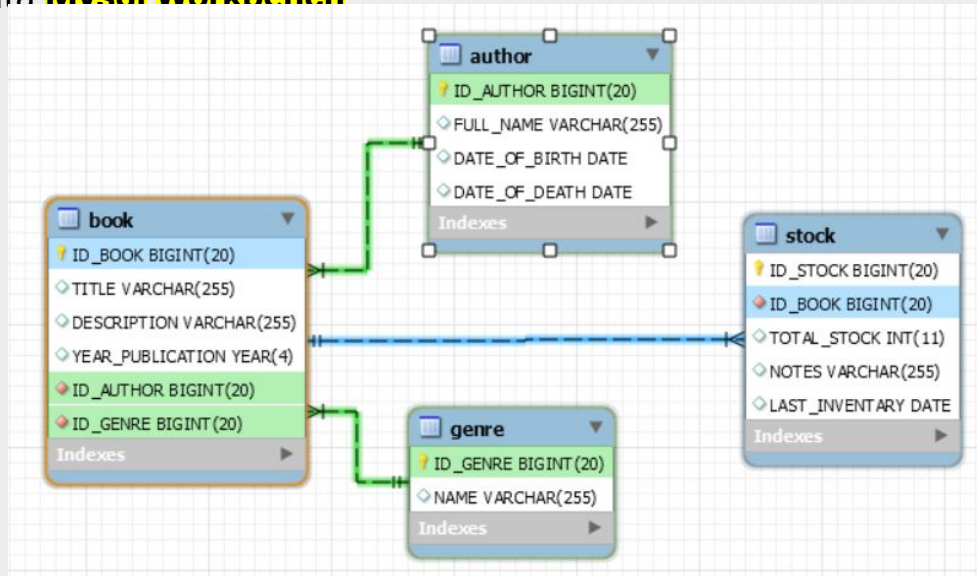 Mysql Workbench
author
ID_AUTHOR BIGINT(20)
FULL_NAME VARCHAR(255)
DATE_OF_BIRTH DATE
DATE_OF_DEATH DATE
Indexes
book
ID_BOOK BIGINT(20)
TITLE VARCHAR(255)
DESCRIPTION VARCHAR(255)
YEAR_PUBLICATION YEAR(4)
ID_AUTHOR BIGINT(20)
ID_GENRE BIGINT(20)
Indexes
stock
ID_STOCK BIGINT(20)
ID_BOOK BIGINT(20)
TOTAL_STOCK INT(11)
NOTES VARCHAR(255)
LAST_INVENTARY DATE
Indexes
genre
ID_GENRE BIGINT(20)
NAME VARCHAR(255)
Indexes